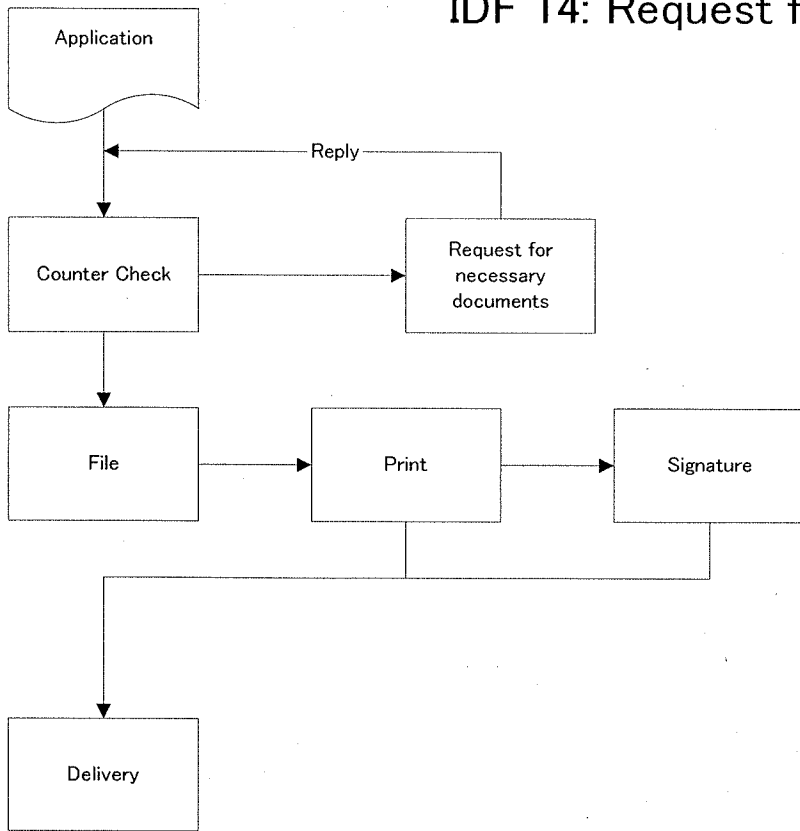 IDF 14: Request f
Application
Reply
Counter Check
Request for
necessary
documents
File
Print
Signature
Delivery